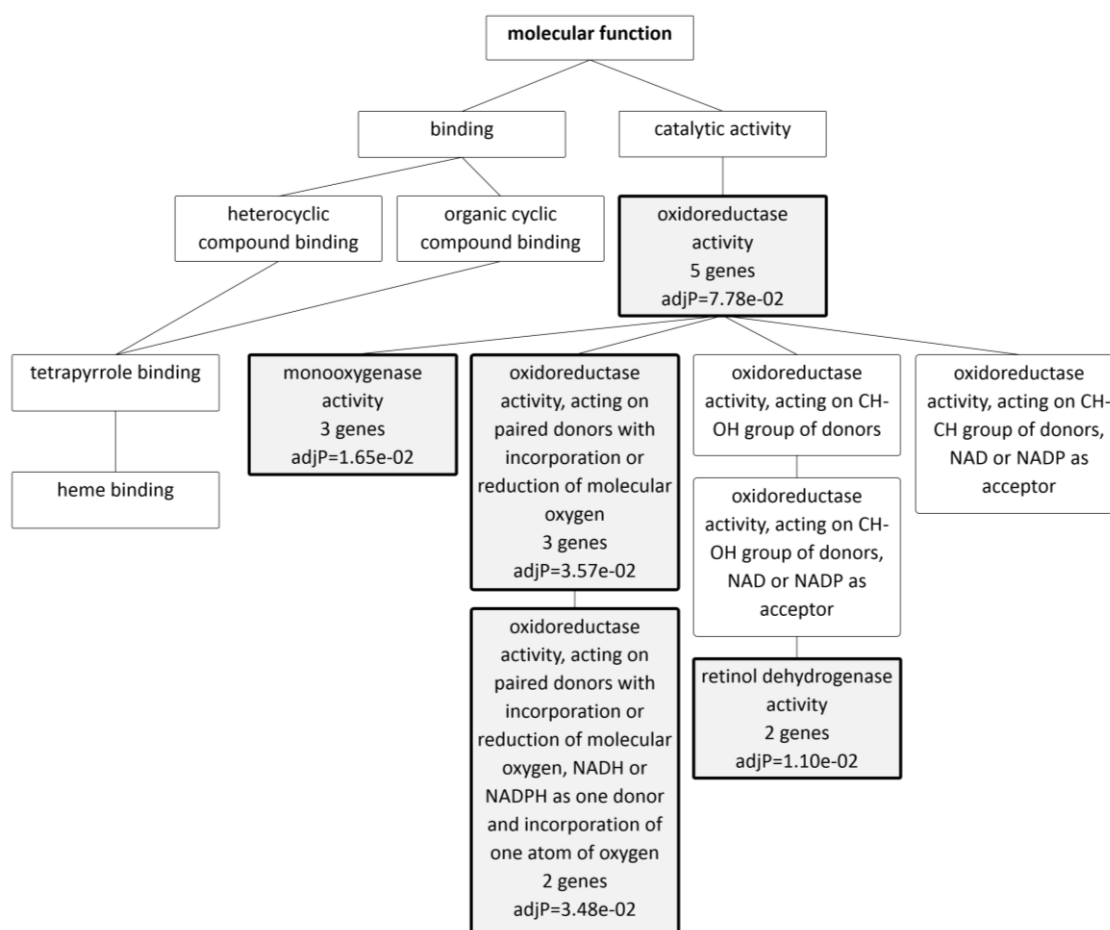 molecular function
binding
catalytic activity
heterocyclic
compound binding
organic cyclic
compound binding
oxidoreductase
activity
5 genes
adjP=7.78e-02
tetrapyrrole binding
heme binding
monooxygenase
activity
3 genes
adjP=1.65e-02
oxidoreductase
activity, acting on
paired donors with
incorporation or
reduction of molecular
oxygen
3 genes
adjP=3.57e-02
oxidoreductase
activity, acting on
paired donors with
incorporation or
reduction of molecular
oxygen, NADH or
NADPH as one donor
and incorporation of
one atom of oxygen
2 genes
adjP=3.48e-02
oxidoreductase
activity, acting on CH-
OH group of donors
oxidoreductase
activity, acting on CH-
OH group of donors,
NAD or NADP as
acceptor
retinol dehydrogenase
activity
2 genes
adjP=1.10e-02
oxidoreductase
activity, acting on CH-
CH group of donors,
NAD or NADP as
acceptor